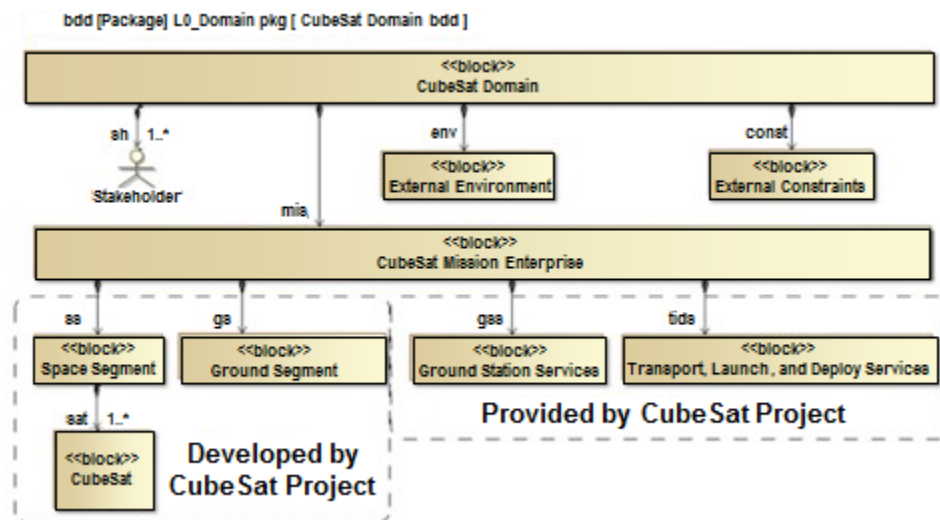 bdd [Package] L0_Domain pkg [ CubeSat Domain bdd ]
<<block>>
CubeSat Domain
sh 1..*
env
const
Stakeholder
<<block>>
External Environment
<<block>>
External Constraints
mis
<<block>>
CubeSat Mission Enterprise
ss
gs
gss
tlds
<<block>>
Space Segment
<<block>>
Ground Segment
<<block>>
Ground Station Services
<<block>>
Transport, Launch, and Deploy Services
sat 1..*
<<block>>
CubeSat
Developed by
CubeSat Project
Provided by CubeSat Project